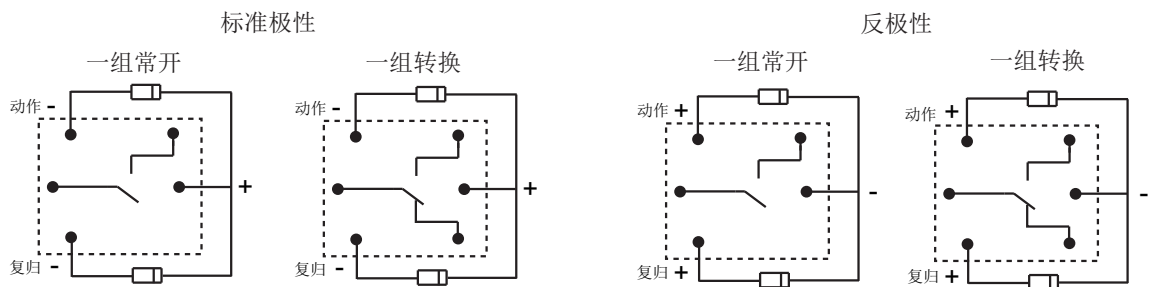 标准极性
反极性
一组常开
一组转换
一组常开
一组转换
动作 -
动作 -
动作 +
动作 +
+
+
-
-
复归 -
复归 -
复归 +
复归 +